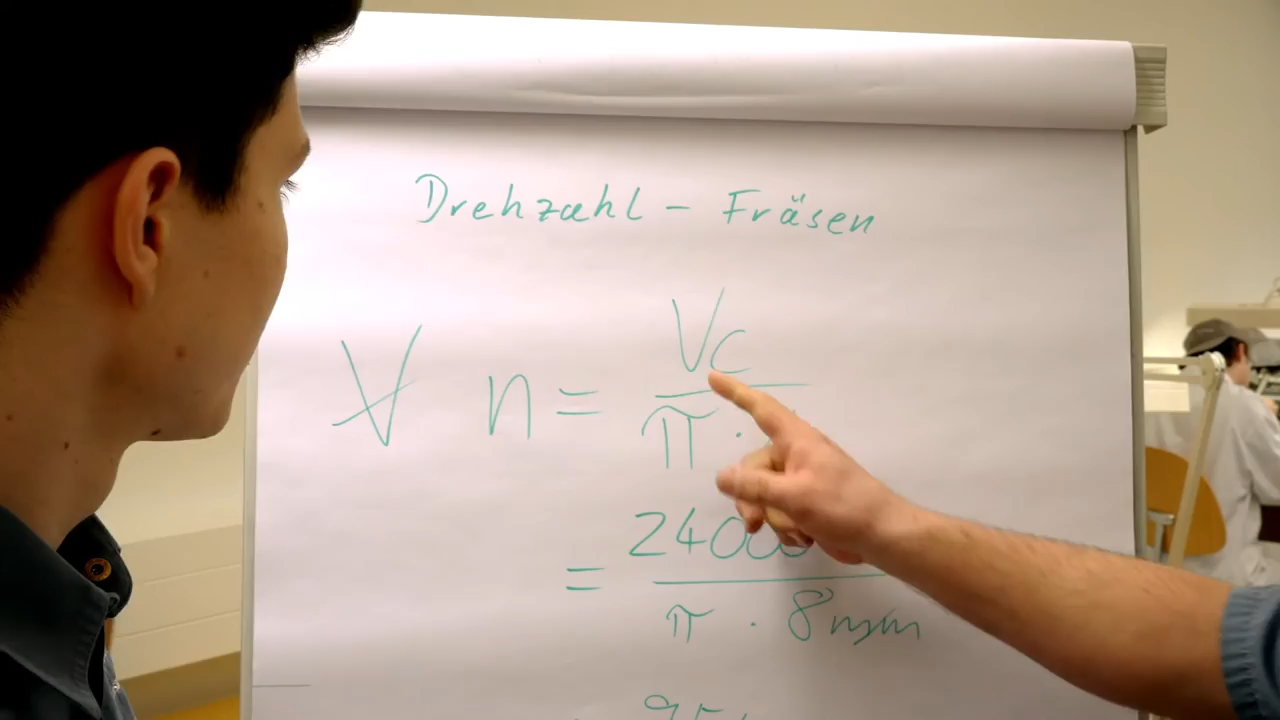 Drehzahl - Fräsen
∀ n = Vc
π ·
= 2400
π · 8mm